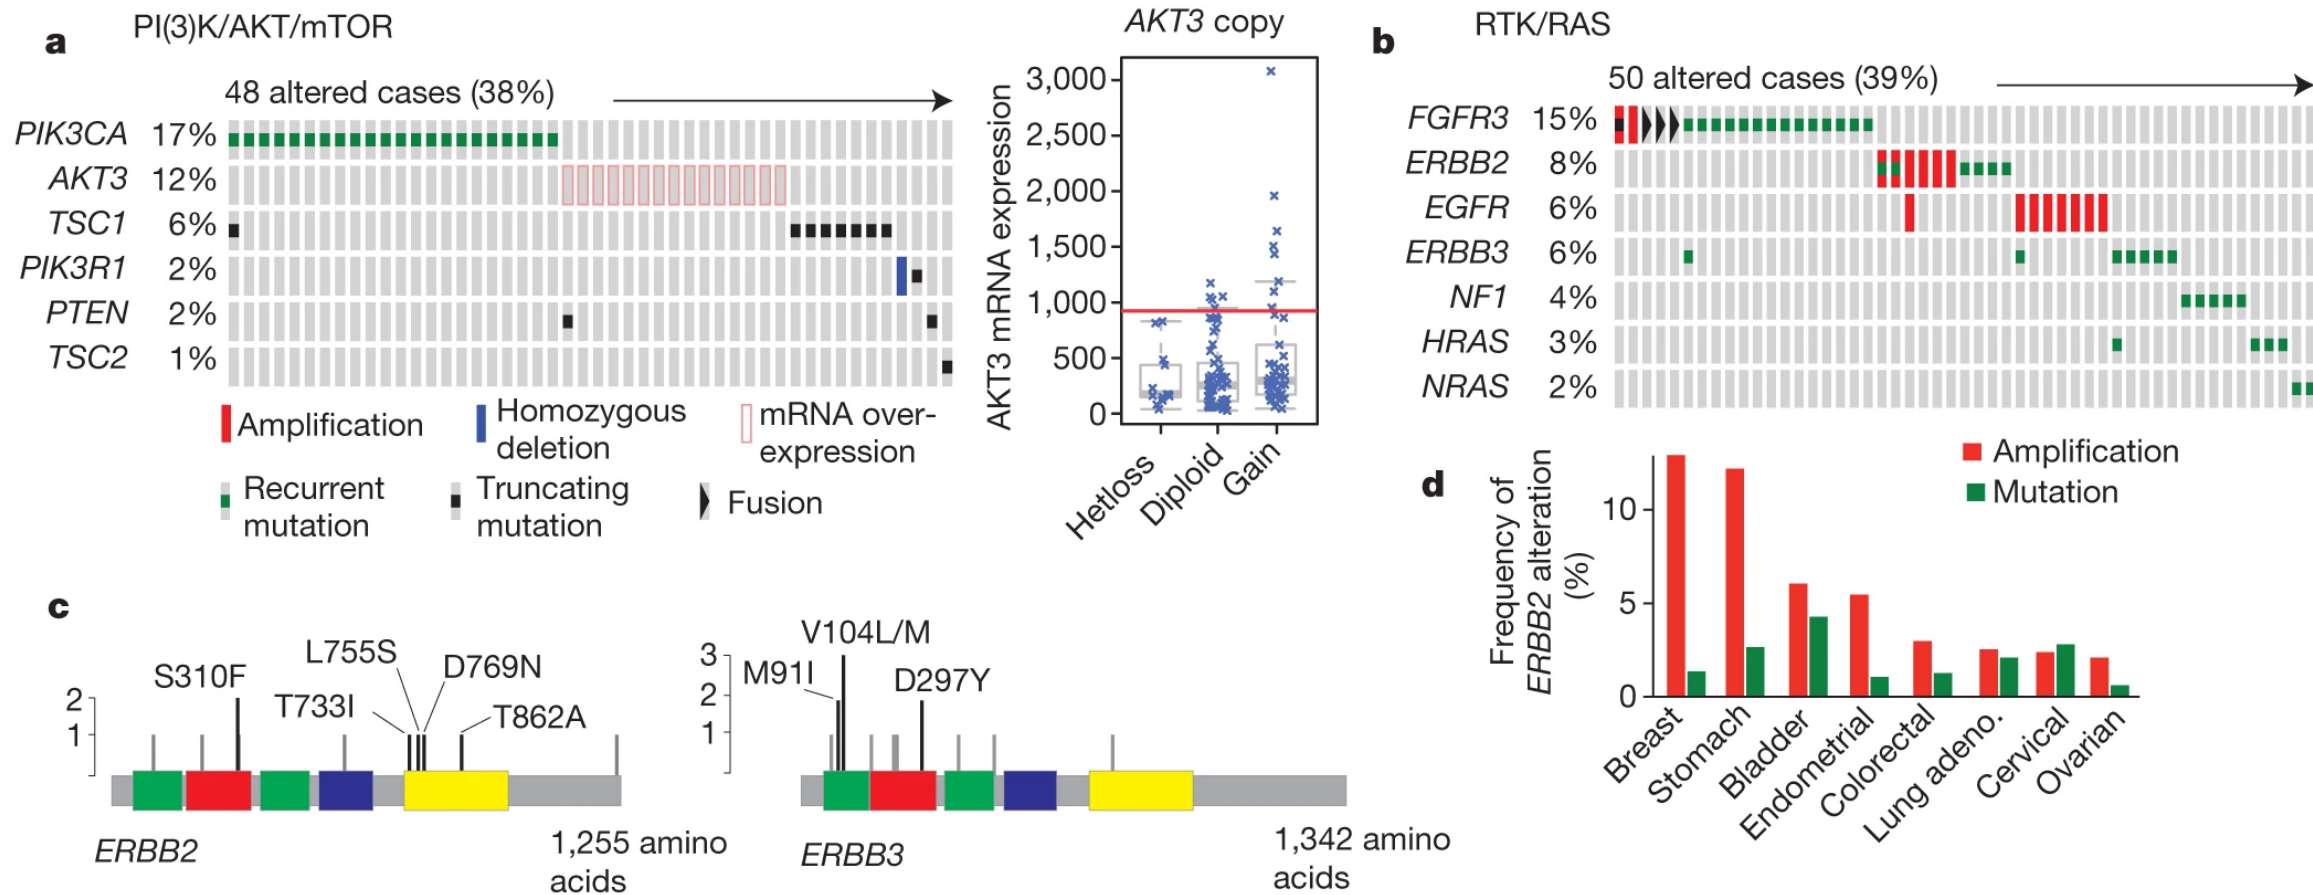 a
PI(3)K/AKT/mTOR
48 altered cases (38%)
PIK3CA 17%
AKT3 12%
TSC1 6%
PIK3R1 2%
PTEN 2%
TSC2 1%
Amplification
Homozygous
deletion
mRNA over-
expression
Recurrent
mutation
Truncating
mutation
Fusion
AKT3 copy
AKT3 mRNA expression
3,000
2,500
2,000
1,500
1,000
500
0
Hetloss
Diploid
Gain
b
RTK/RAS
50 altered cases (39%)
FGFR3 15%
ERBB2 8%
EGFR 6%
ERBB3 6%
NF1 4%
HRAS 3%
NRAS 2%
c
2
1
S310F
T733I
L755S
D769N
T862A
ERBB2
1,255 amino
acids
3
2
1
M91I
V104L/M
D297Y
ERBB3
1,342 amino
acids
d
Frequency of
ERBB2 alteration
(%)
10
5
0
Amplification
Mutation
Breast
Stomach
Bladder
Endometrial
Colorectal
Lung adeno.
Cervical
Ovarian